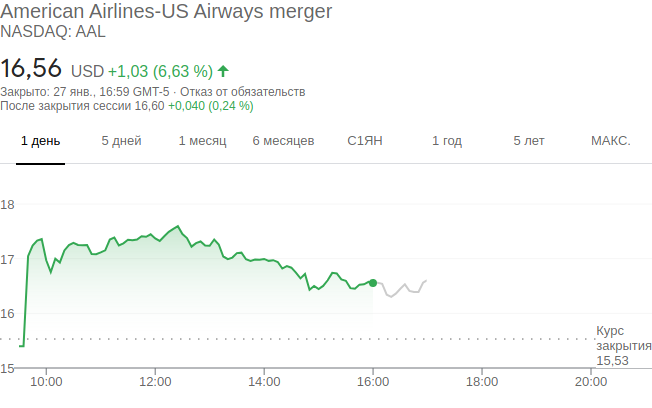 American Airlines-US Airways merger
NASDAQ: AAL
16,56 USD +1,03 (6,63 %)
Закрыто: 27 янв., 16:59 GMT-5 · Отказ от обязательств
После закрытия сессии 16,60 +0,040 (0,24 %)
1 день 5 дней 1 месяц 6 месяцев С1ЯН 1 год 5 лет МАКС.
18
17
16
Курс
закрытия
15,53
15
10:00 12:00 14:00 16:00 18:00 20:00